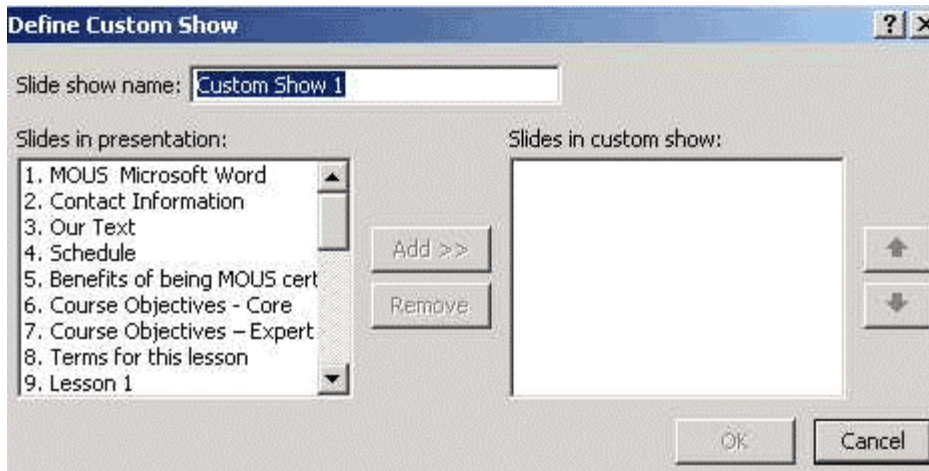 Define Custom Show
Slide show name: Custom Show 1
Slides in presentation:
1. MOUS  Microsoft Word
2. Contact Information
3. Our Text
4. Schedule
5. Benefits of being MOUS cert
6. Course Objectives - Core
7. Course Objectives – Expert
8. Terms for this lesson
9. Lesson 1
Add >>
Remove
Slides in custom show:
OK
Cancel